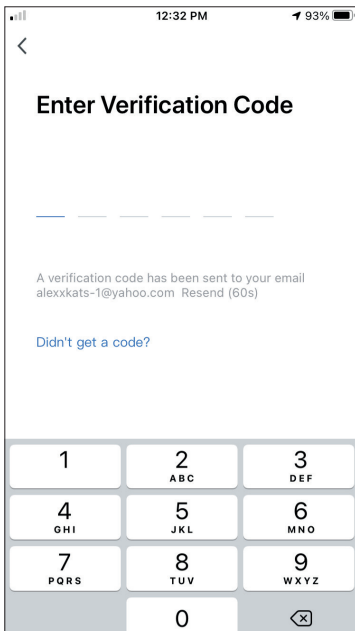 12:32 PM 93%
Enter Verification Code
A verification code has been sent to your email
alexxkats-1@yahoo.com Resend (60s)
Didn't get a code?
1 2 3
ABC DEF
4 5 6
GHI JKL MNO
7 8 9
PQRS TUV WXYZ
0